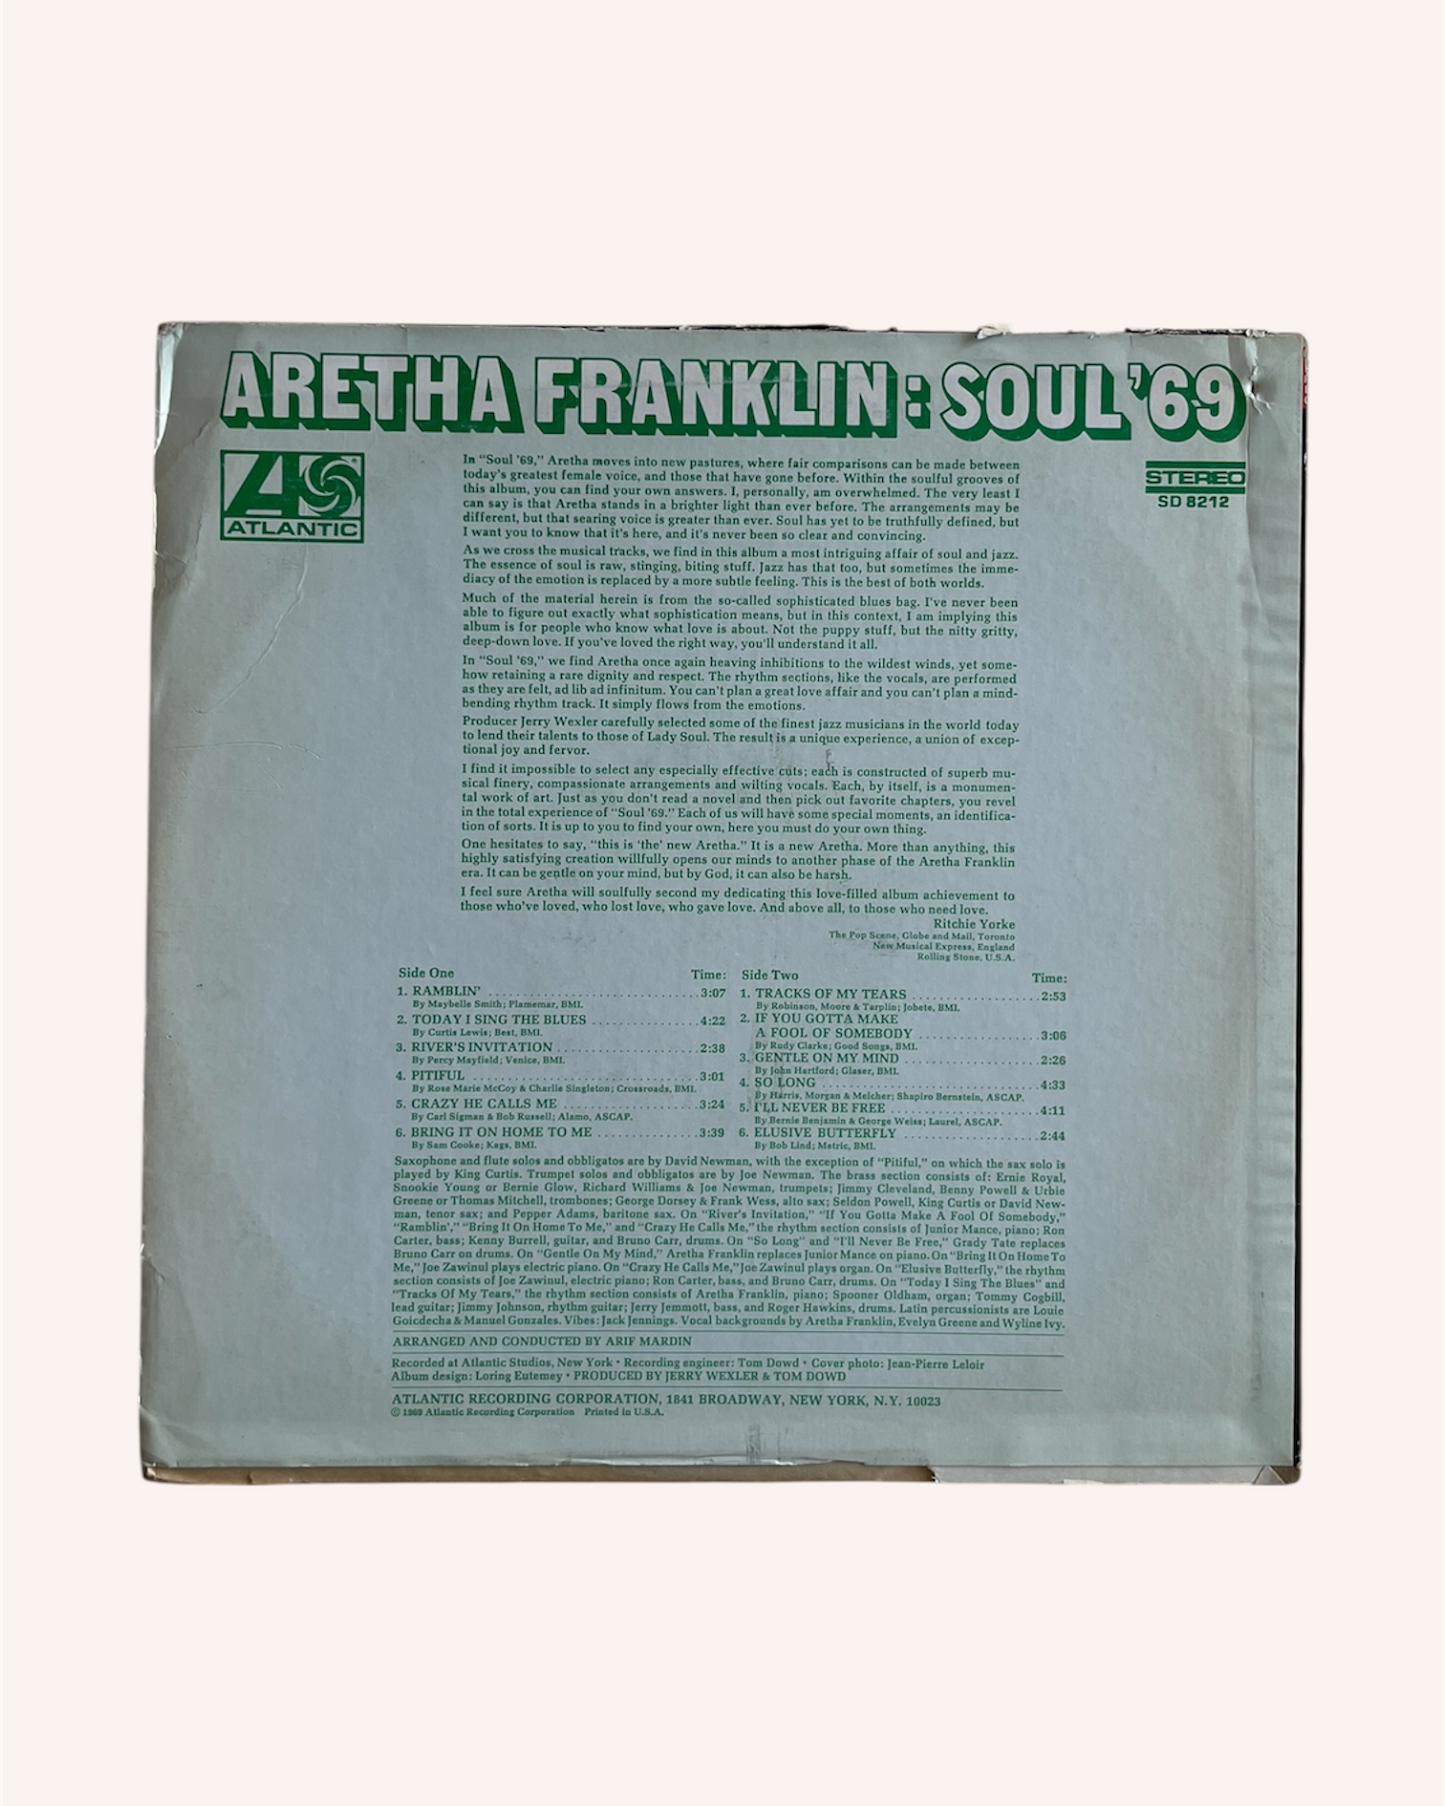 ARETHA FRANKLIN : SOUL '69
ATLANTIC
STEREO
SD 8212
In “Soul ’69,” Aretha moves into new pastures, where fair comparisons can be made between
today’s greatest female voice, and those that have gone before. Within the soulful grooves of
this album, you can find your own answers. I, personally, am overwhelmed. The very least I
can say is that Aretha stands in a brighter light than ever before. The arrangements may be
different, but that searing voice is greater than ever. Soul has yet to be truthfully defined, but
I want you to know that it’s here, and it’s never been so clear and convincing.
As we cross the musical tracks, we find in this album a most intriguing affair of soul and jazz.
The essence of soul is raw, stinging, biting stuff. Jazz has that too, but sometimes the imme-
diacy of the emotion is replaced by a more subtle feeling. This is the best of both worlds.
Much of the material herein is from the so-called sophisticated blues bag. I’ve never been
able to figure out exactly what sophistication means, but in this context, I am implying this
album is for people who know what love is about. Not the puppy stuff, but the nitty gritty,
deep-down love. If you’ve loved the right way, you’ll understand it all.
In “Soul ’69,” we find Aretha once again heaving inhibitions to the wildest winds, yet some-
how retaining a rare dignity and respect. The rhythm sections, like the vocals, are performed
as they are felt, ad lib ad infinitum. You can’t plan a great love affair and you can’t plan a mind-
bending rhythm track. It simply flows from the emotions.
Producer Jerry Wexler carefully selected some of the finest jazz musicians in the world today
to lend their talents to those of Lady Soul. The result is a unique experience, a union of excep-
tional joy and fervor.
I find it impossible to select any especially effective cuts; each is constructed of superb mu-
sical finery, compassionate arrangements and wilting vocals. Each, by itself, is a monumen-
tal work of art. Just as you don’t read a novel and then pick out favorite chapters, you revel
in the total experience of “Soul ’69.” Each of us will have some special moments, an identifica-
tion of sorts. It is up to you to find your own, here you must do your own thing.
One hesitates to say, “this is ‘the’ new Aretha.” It is a new Aretha. More than anything, this
highly satisfying creation willfully opens our minds to another phase of the Aretha Franklin
era. It can be gentle on your mind, but by God, it can also be harsh.
I feel sure Aretha will soulfully second my dedicating this love-filled album achievement to
those who’ve loved, who lost love, who gave love. And above all, to those who need love.
Ritchie Yorke
The Pop Scene, Globe and Mail, Toronto
New Musical Express, England
Rolling Stone, U.S.A.
Side One Time:
1. RAMBLIN’ 3:07
By Maybelle Smith; Plamemar, BMI.
2. TODAY I SING THE BLUES 4:22
By Curtis Lewis; Best, BMI.
3. RIVER’S INVITATION 2:38
By Percy Mayfield; Venice, BMI.
4. PITIFUL 3:01
By Rose Marie McCoy & Charlie Singleton; Crossroads, BMI.
5. CRAZY HE CALLS ME 3:24
By Carl Sigman & Bob Russell; Alamo, ASCAP.
6. BRING IT ON HOME TO ME 3:39
By Sam Cooke; Kags, BMI.
Side Two Time:
1. TRACKS OF MY TEARS 2:53
By Robinson, Moore & Tarplin; Jobete, BMI.
2. IF YOU GOTTA MAKE
A FOOL OF SOMEBODY 3:06
By Rudy Clarke; Good Songs, BMI.
3. GENTLE ON MY MIND 2:26
By John Hartford; Glaser, BMI.
4. SO LONG 4:33
By Harris, Morgan & Melcher; Shapiro Bernstein, ASCAP.
5. I’LL NEVER BE FREE 4:11
By Bernie Benjamin & George Weiss; Laurel, ASCAP.
6. ELUSIVE BUTTERFLY 2:44
By Bob Lind; Metric, BMI.
Saxophone and flute solos and obbligatos are by David Newman, with the exception of “Pitiful,” on which the sax solo is
played by King Curtis. Trumpet solos and obbligatos are by Joe Newman. The brass section consists of: Ernie Royal,
Snookie Young or Bernie Glow, Richard Williams & Joe Newman, trumpets; Jimmy Cleveland, Benny Powell & Urbie
Greene or Thomas Mitchell, trombones; George Dorsey & Frank Wess, alto sax; Seldon Powell, King Curtis or David New-
man, tenor sax; and Pepper Adams, baritone sax. On “River’s Invitation,” “If You Gotta Make A Fool Of Somebody,”
“Ramblin’,” “Bring It On Home To Me,” and “Crazy He Calls Me,” the rhythm section consists of Junior Mance, piano; Ron
Carter, bass; Kenny Burrell, guitar, and Bruno Carr, drums. On “So Long” and “I’ll Never Be Free,” Grady Tate replaces
Bruno Carr on drums. On “Gentle On My Mind,” Aretha Franklin replaces Junior Mance on piano. On “Bring It On Home To
Me,” Joe Zawinul plays electric piano. On “Crazy He Calls Me,” Joe Zawinul plays organ. On “Elusive Butterfly,” the rhythm
section consists of Joe Zawinul, electric piano; Ron Carter, bass, and Bruno Carr, drums. On “Today I Sing The Blues” and
“Tracks Of My Tears,” the rhythm section consists of Aretha Franklin, piano; Spooner Oldham, organ; Tommy Cogbill,
lead guitar; Jimmy Johnson, rhythm guitar; Jerry Jemmott, bass, and Roger Hawkins, drums. Latin percussionists are Louie
Goicdecha & Manuel Gonzales. Vibes: Jack Jennings. Vocal backgrounds by Aretha Franklin, Evelyn Greene and Wyline Ivy.
ARRANGED AND CONDUCTED BY ARIF MARDIN
Recorded at Atlantic Studios, New York • Recording engineer: Tom Dowd • Cover photo: Jean-Pierre Leloir
Album design: Loring Eutemey • PRODUCED BY JERRY WEXLER & TOM DOWD
ATLANTIC RECORDING CORPORATION, 1841 BROADWAY, NEW YORK, N.Y. 10023
© 1969 Atlantic Recording Corporation Printed in U.S.A.